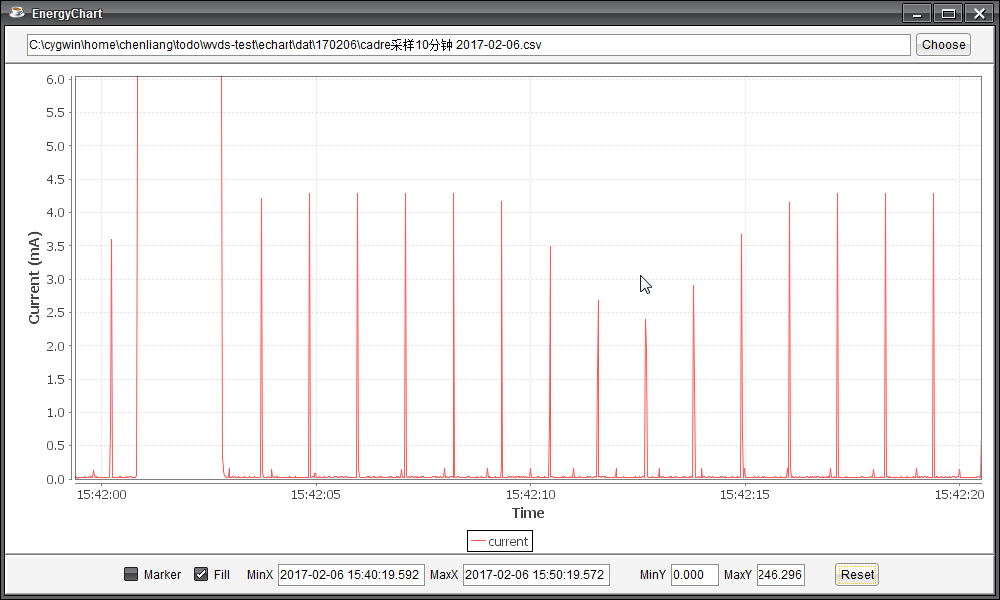 EnergyChart
C:\cygwin\home\chenliang\todo\wvds-test\echart\dat\170206\cadre采样10分钟 2017-02-06.csv
Choose
6.0
5.5
5.0
4.5
4.0
3.5
3.0
2.5
2.0
1.5
1.0
0.5
0.0
Current (mA)
15:42:00 15:42:05 15:42:10 15:42:15 15:42:20
Time
current
Marker Fill MinX 2017-02-06 15:40:19.592 MaxX 2017-02-06 15:50:19.572 MinY 0.000 MaxY 246.296 Reset